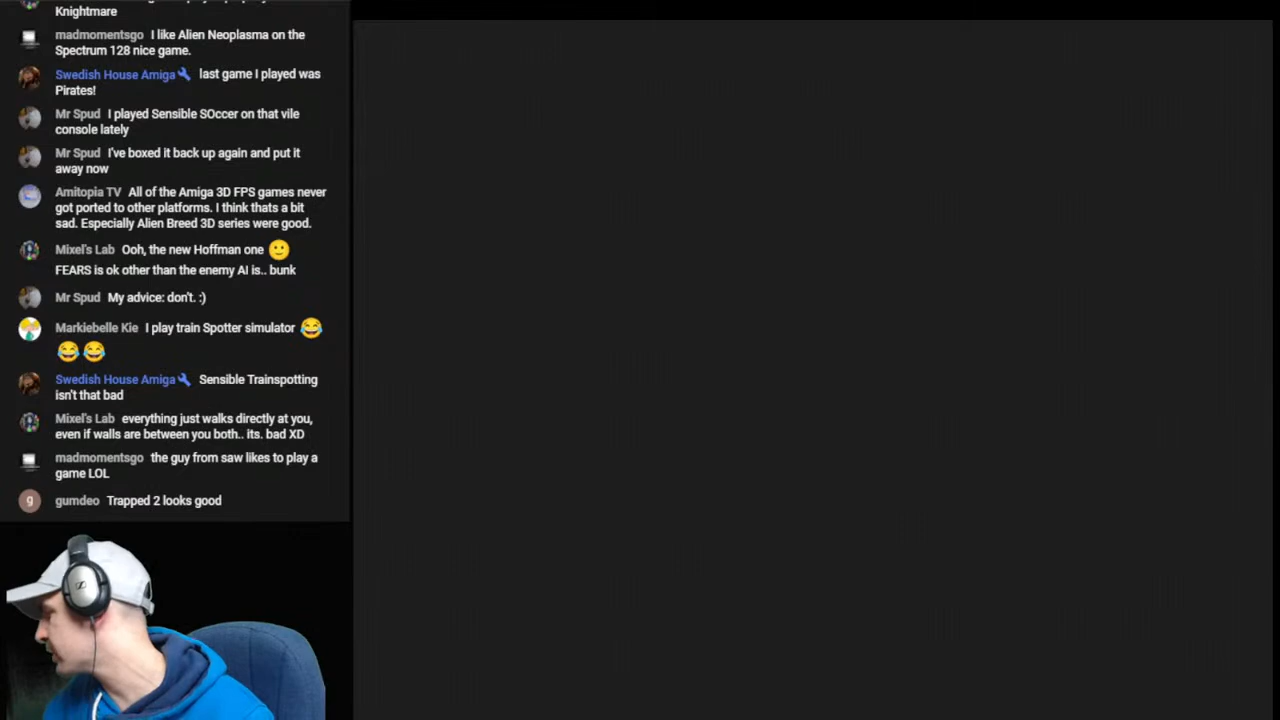 Knightmare
madmomentsgo I like Alien Neoplasma on the
Spectrum 128 nice game.
Swedish House Amiga last game I played was
Pirates!
Mr Spud I played Sensible SOccer on that vile
console lately
Mr Spud I've boxed it back up again and put it
away now
Amitopia TV All of the Amiga 3D FPS games never
got ported to other platforms. I think thats a bit
sad. Especially Alien Breed 3D series were good.
Mixel's Lab Ooh, the new Hoffman one 🙂
FEARS is ok other than the enemy AI is.. bunk
Mr Spud My advice: don't. :)
Markiebelle Kie I play train Spotter simulator 😂
😂😂
Swedish House Amiga Sensible Trainspotting
isn't that bad
Mixel's Lab everything just walks directly at you,
even if walls are between you both.. its. bad XD
madmomentsgo the guy from saw likes to play a
game LOL
g gumdeo Trapped 2 looks good